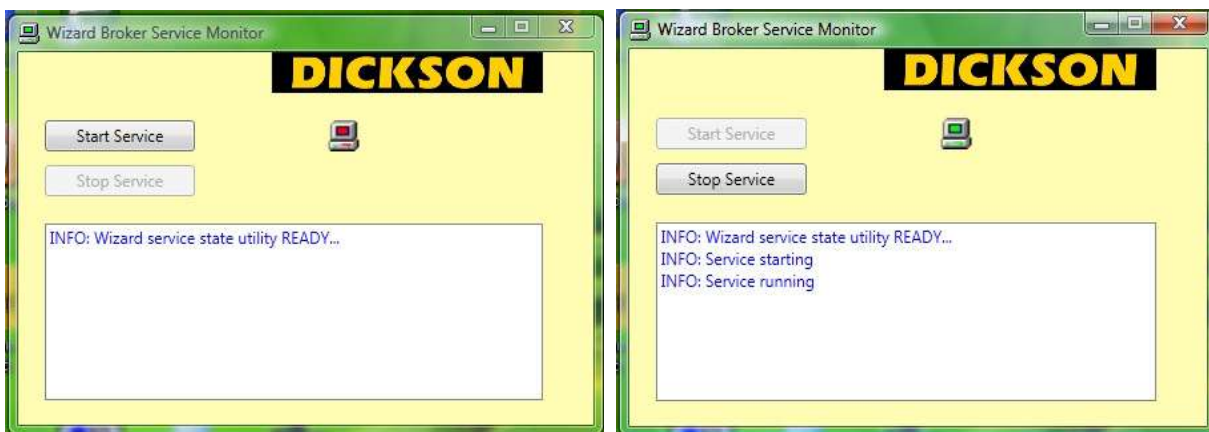 Wizard Broker Service Monitor
DICKSON
Start Service
Stop Service
INFO: Wizard service state utility READY...
Wizard Broker Service Monitor
DICKSON
Start Service
Stop Service
INFO: Wizard service state utility READY...
INFO: Service starting
INFO: Service running